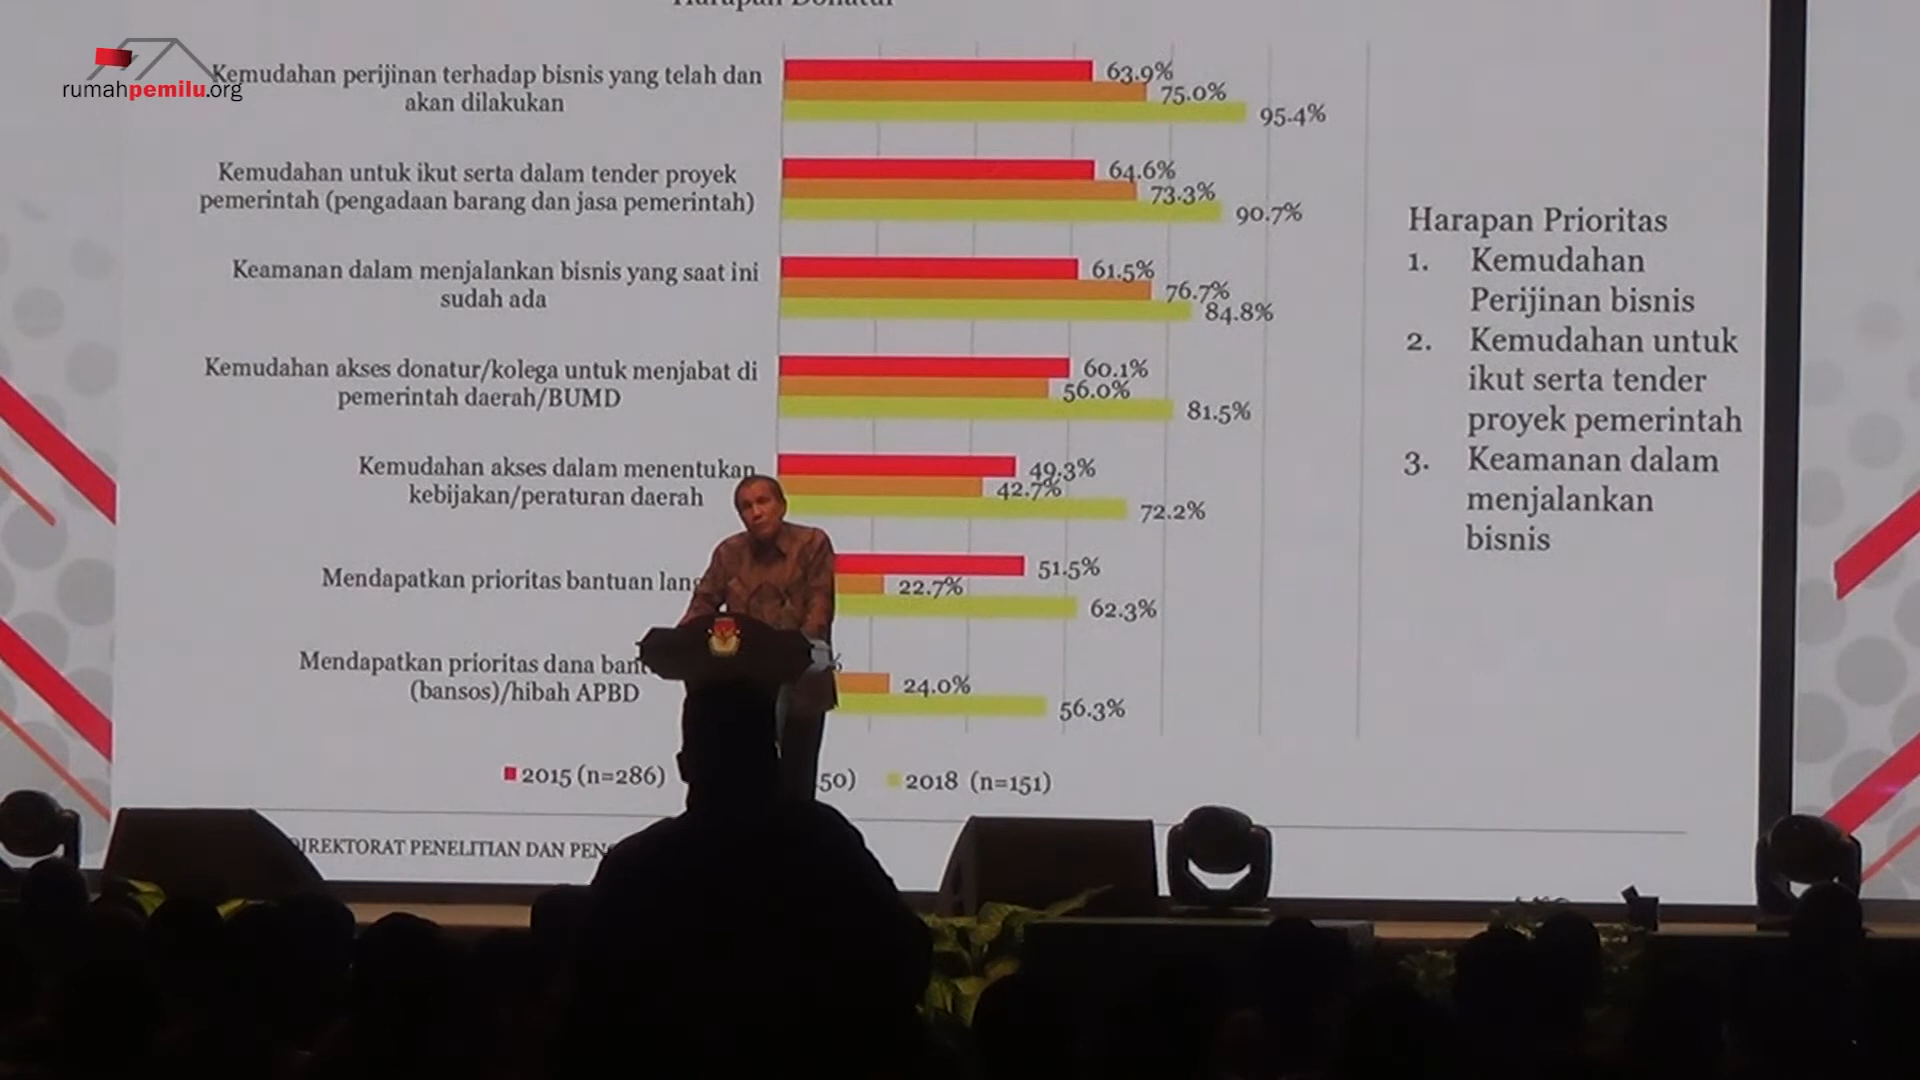 Harapan Donatur
rumahpemilu.org
Kemudahan perijinan terhadap bisnis yang telah dan
akan dilakukan
63.9%
75.0%
95.4%
Kemudahan untuk ikut serta dalam tender proyek
pemerintah (pengadaan barang dan jasa pemerintah)
64.6%
73.3%
90.7%
Keamanan dalam menjalankan bisnis yang saat ini
sudah ada
61.5%
76.7%
84.8%
Kemudahan akses donatur/kolega untuk menjabat di
pemerintah daerah/BUMD
60.1%
56.0%
81.5%
Kemudahan akses dalam menentukan
kebijakan/peraturan daerah
49.3%
42.7%
72.2%
Mendapatkan prioritas bantuan
51.5%
22.7%
62.3%
Mendapatkan prioritas dana
(bansos)/hibah APBD
24.0%
56.3%
2015 (n=286)
50)
2018 (n=151)
Harapan Prioritas
1. Kemudahan
Perijinan bisnis
2. Kemudahan untuk
ikut serta tender
proyek pemerintah
3. Keamanan dalam
menjalankan
bisnis
DIREKTORAT PENELITIAN DAN